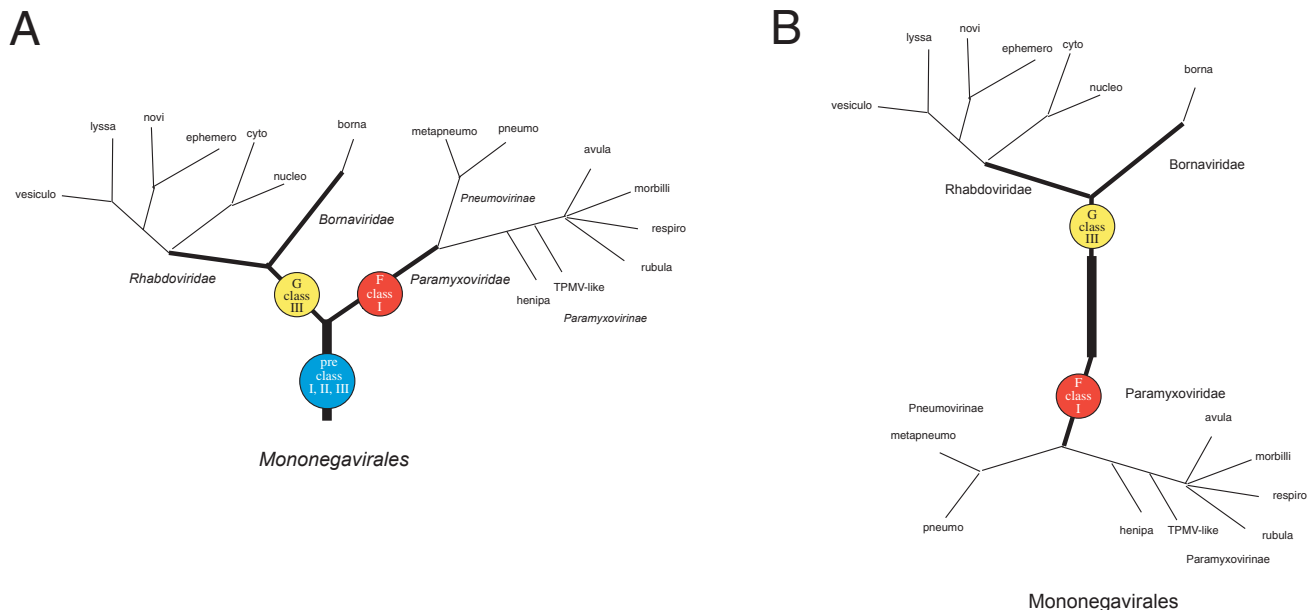 A
lyssa
novi
ephemero
cyto
nucleo
vesiculo
borna
metapneumo
pneumo
avula
morbilli
respiro
rubula
TPMV-like
henipa
Pneumovirinae
Bornaviridae
Rhabdoviridae
Paramyxoviridae
Paramyxovirinae
G
class
III
F
class
I
pre
class
I, II, III
Mononegavirales
B
lyssa
novi
ephemero
cyto
nucleo
vesiculo
borna
Bornaviridae
Rhabdoviridae
G
class
III
F
class
I
Paramyxoviridae
Pneumovirinae
metapneumo
pneumo
avula
morbilli
respiro
rubula
henipa
TPMV-like
Paramyxovirinae
Mononegavirales